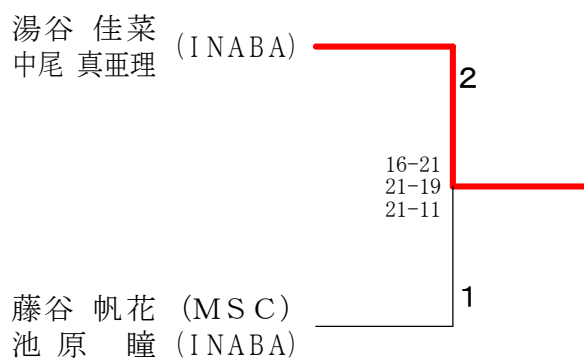 湯谷 佳菜
中尾 真亜理
(INABA)
2
16-21
21-19
21-11
1
藤谷 帆花 (MSC)
池原 瞳 (INABA)